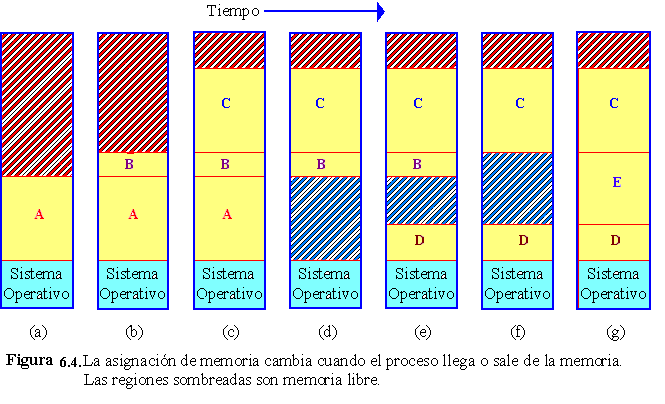 Tiempo
C C C C C
B B B B E
A A A D D D
Sistema Operativo Sistema Operativo Sistema Operativo Sistema Operativo Sistema Operativo Sistema Operativo Sistema Operativo
(a) (b) (c) (d) (e) (f) (g)
Figura 6.4. La asignación de memoria cambia cuando el proceso llega o sale de la memoria.
Las regiones sombreadas son memoria libre.